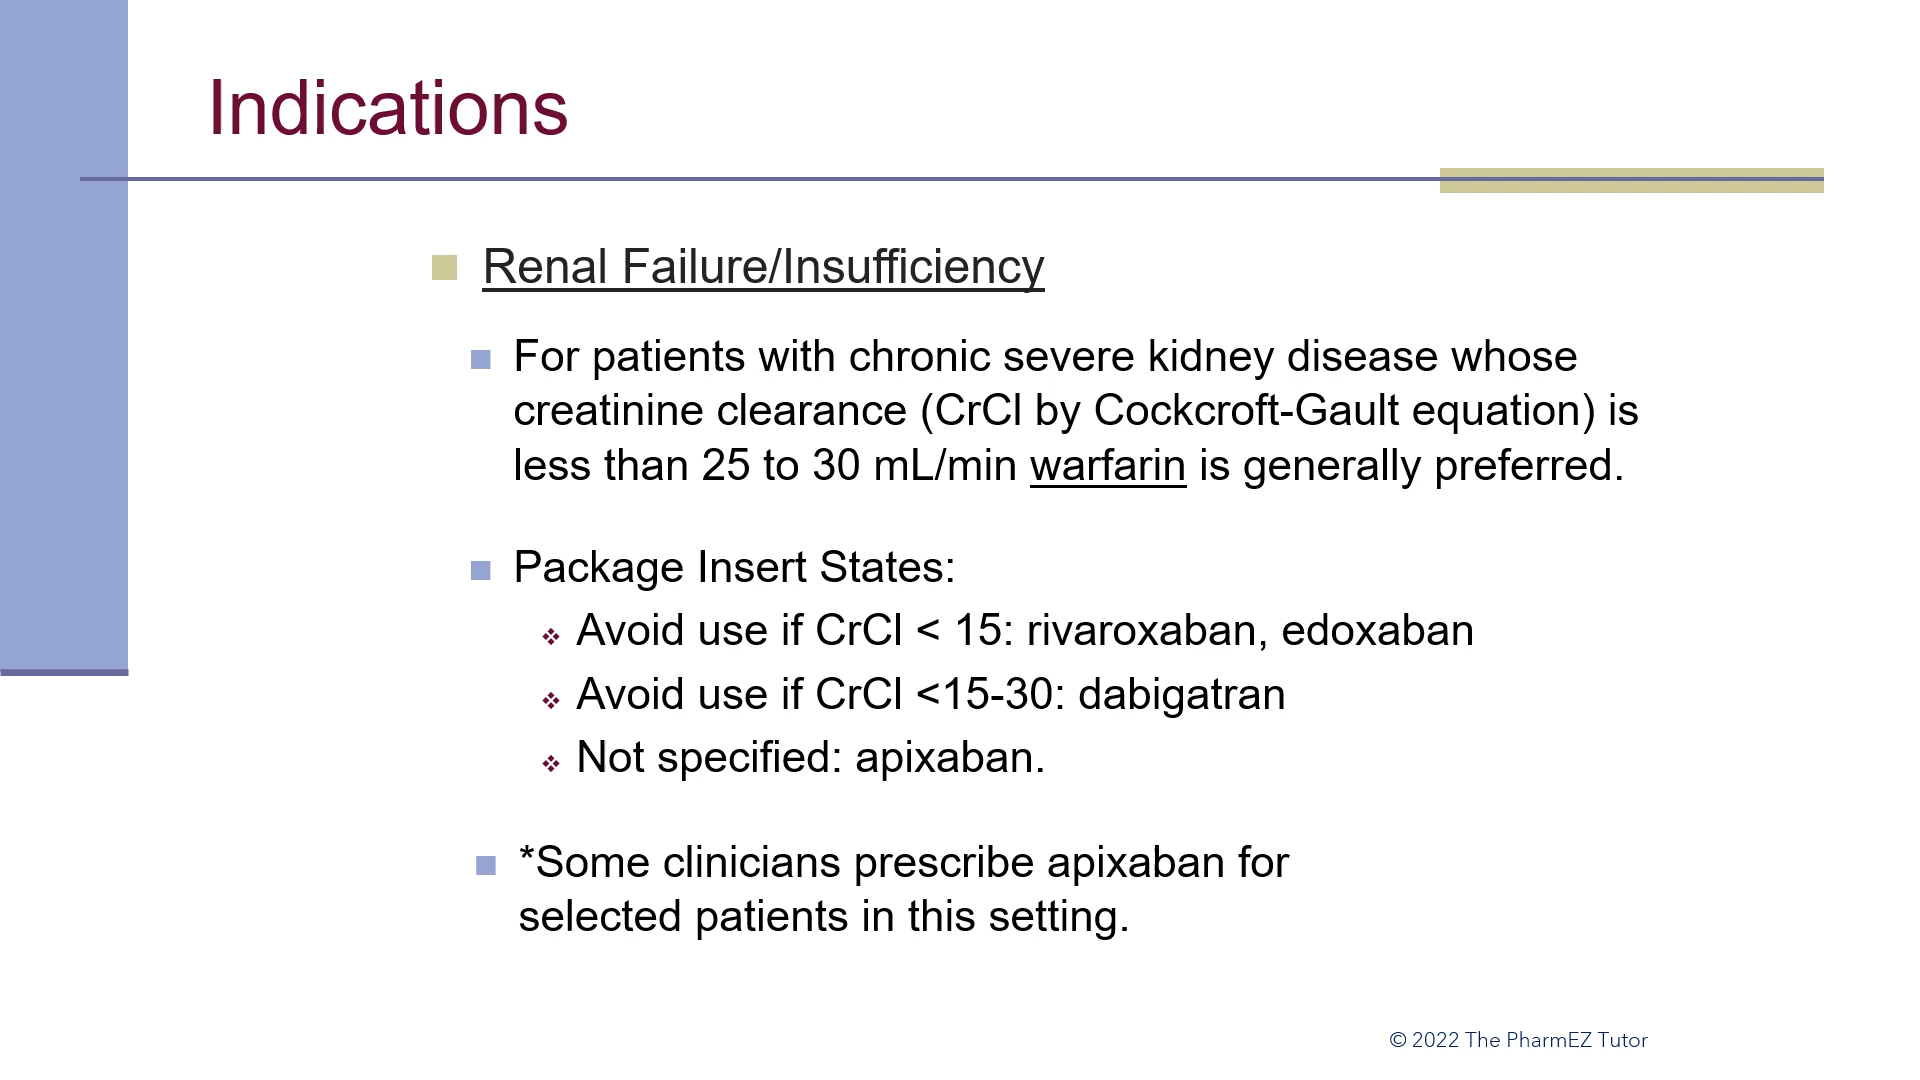 Indications
Renal Failure/Insufficiency
For patients with chronic severe kidney disease whose
creatinine clearance (CrCl by Cockcroft-Gault equation) is
less than 25 to 30 mL/min warfarin is generally preferred.
Package Insert States:
Avoid use if CrCl < 15: rivaroxaban, edoxaban
Avoid use if CrCl <15-30: dabigatran
Not specified: apixaban.
*Some clinicians prescribe apixaban for
selected patients in this setting.
© 2022 The PharmEZ Tutor